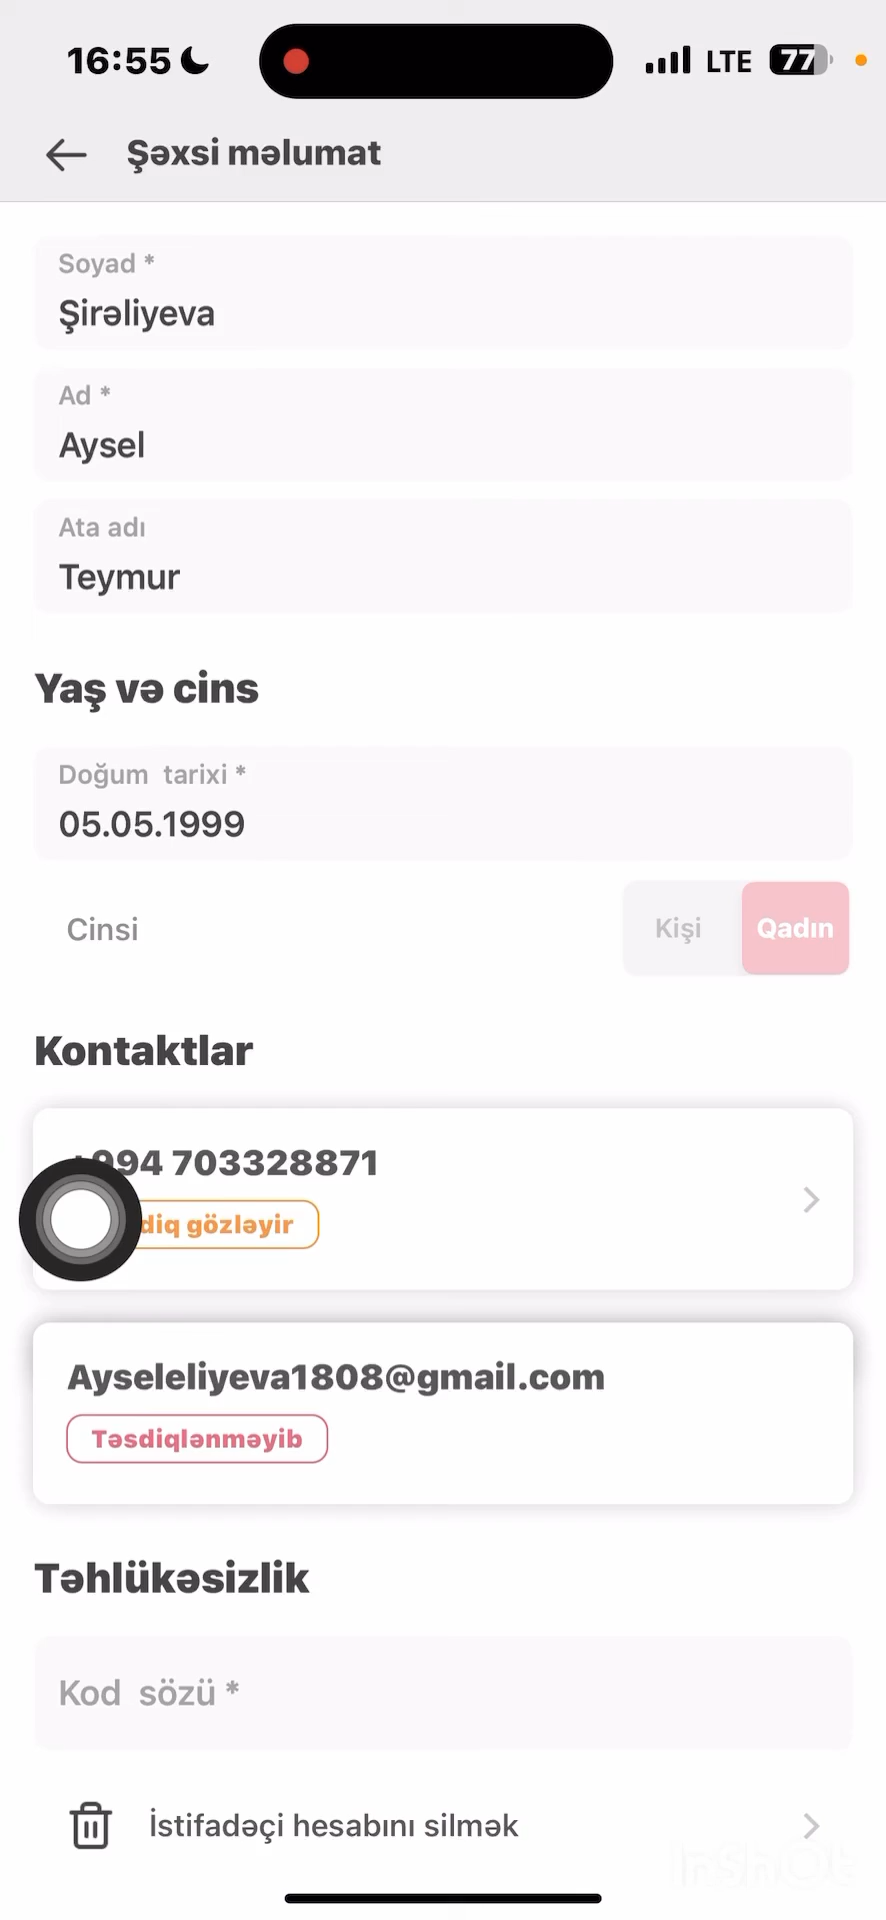 16:55
LTE 77
Şəxsi məlumat
Soyad *
Şirəliyeva
Ad *
Aysel
Ata adı
Teymur
Yaş və cins
Doğum tarixi *
05.05.1999
Cinsi
Kişi
Qadın
Kontaktlar
994 703328871
diq gözləyir
Ayseleliyeva1808@gmail.com
Təsdiqlənməyib
Təhlükəsizlik
Kod sözü *
İstifadəçi hesabını silmək
InShOt